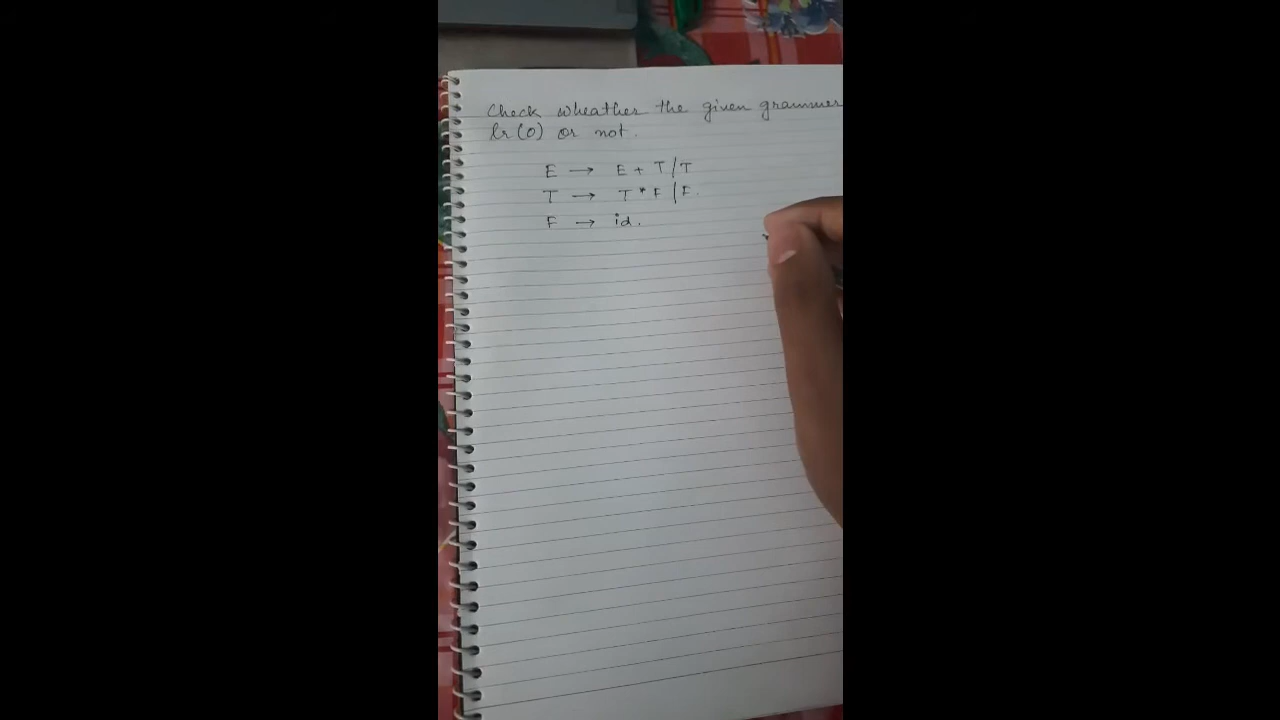 Check wheather the given grammer
lr(0) or not.
E → E + T/T
T → T * F | F.
F → id.